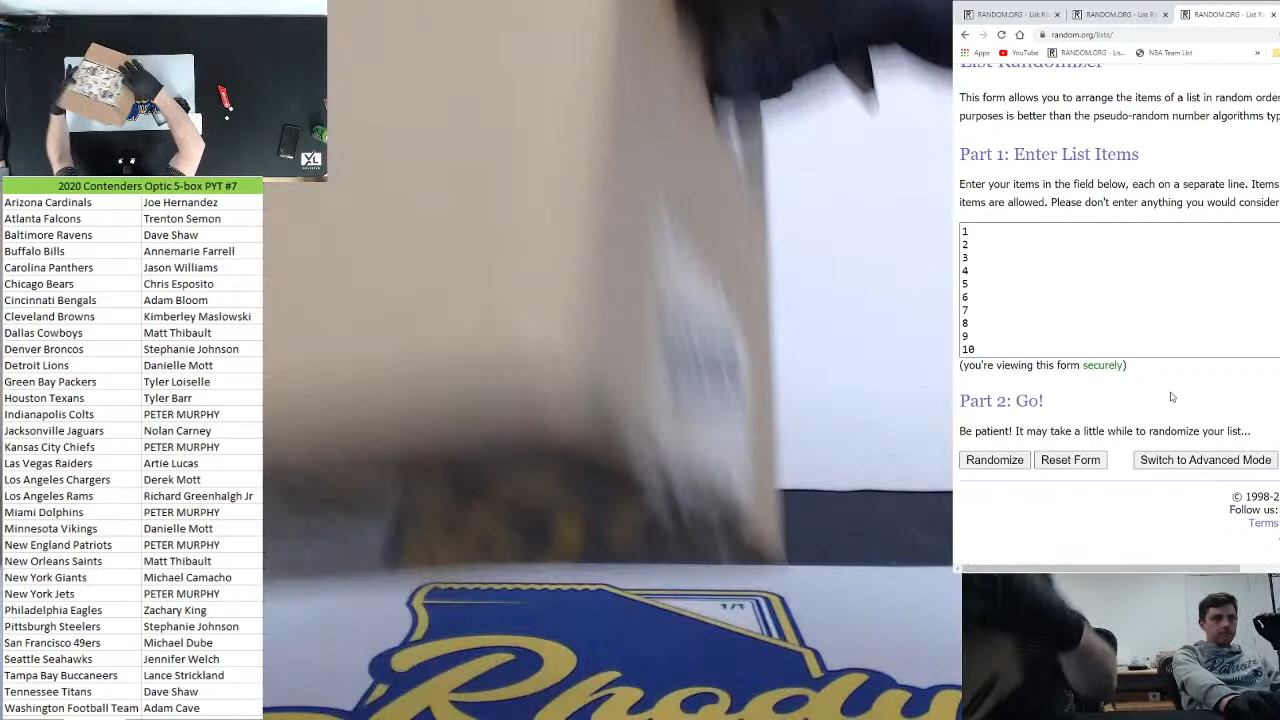 2020 Contenders Optic 5-box PYT #7
Arizona Cardinals Joe Hernandez
Atlanta Falcons Trenton Semon
Baltimore Ravens Dave Shaw
Buffalo Bills Annemarie Farrell
Carolina Panthers Jason Williams
Chicago Bears Chris Esposito
Cincinnati Bengals Adam Bloom
Cleveland Browns Kimberley Maslowski
Dallas Cowboys Matt Thibault
Denver Broncos Stephanie Johnson
Detroit Lions Danielle Mott
Green Bay Packers Tyler Loiselle
Houston Texans Tyler Barr
Indianapolis Colts PETER MURPHY
Jacksonville Jaguars Nolan Carney
Kansas City Chiefs PETER MURPHY
Las Vegas Raiders Artie Lucas
Los Angeles Chargers Derek Mott
Los Angeles Rams Richard Greenhalgh Jr
Miami Dolphins PETER MURPHY
Minnesota Vikings Danielle Mott
New England Patriots PETER MURPHY
New Orleans Saints Matt Thibault
New York Giants Michael Camacho
New York Jets PETER MURPHY
Philadelphia Eagles Zachary King
Pittsburgh Steelers Stephanie Johnson
San Francisco 49ers Michael Dube
Seattle Seahawks Jennifer Welch
Tampa Bay Buccaneers Lance Strickland
Tennessee Titans Dave Shaw
Washington Football Team Adam Cave
XL
1/1
Rhody
RANDOM.ORG - List Ra × RANDOM.ORG - List Ra × RANDOM.ORG - List Ra ×
random.org/lists/
Apps YouTube RANDOM.ORG - Lis... NBA Team List »
List Randomizer
This form allows you to arrange the items of a list in random orde
purposes is better than the pseudo-random number algorithms typ
Part 1: Enter List Items
Enter your items in the field below, each on a separate line. Items
items are allowed. Please don't enter anything you would consider
1
2
3
4
5
6
7
8
9
10
(you're viewing this form securely)
Part 2: Go!
Be patient! It may take a little while to randomize your list...
Randomize Reset Form Switch to Advanced Mode
© 1998-2
Follow us:
Terms
Patriots